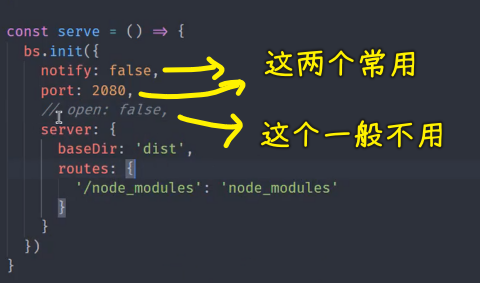 const serve = () => {
bs.init({
notify: false,
这两个常用
port: 2080,
// open: false,
这个一般不用
server: {
baseDir: 'dist',
routes: {
'/node_modules': 'node_modules'
}
}
})
}